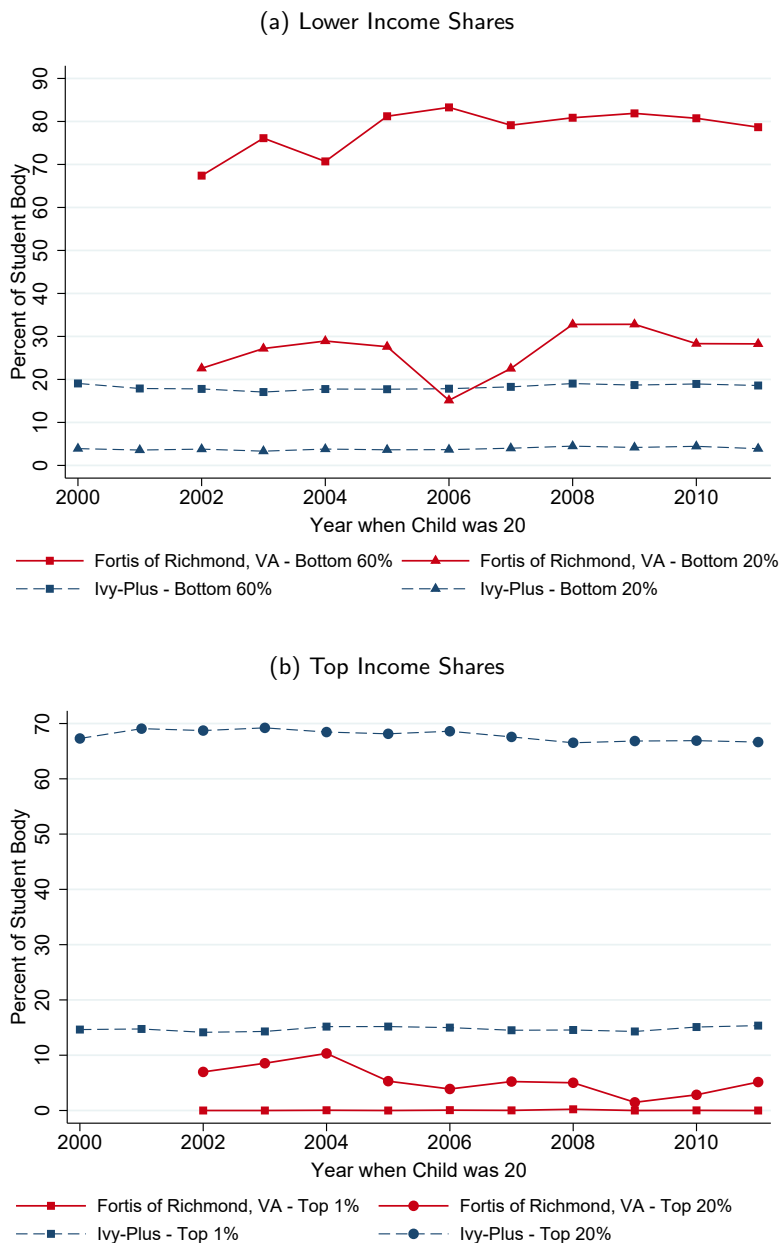 (a) Lower Income Shares
Percent of Student Body
90
80
70
60
50
40
30
20
10
0
2000 2002 2004 2006 2008 2010
Year when Child was 20
Fortis of Richmond, VA - Bottom 60% Fortis of Richmond, VA - Bottom 20%
Ivy-Plus - Bottom 60% Ivy-Plus - Bottom 20%
(b) Top Income Shares
Percent of Student Body
70
60
50
40
30
20
10
0
2000 2002 2004 2006 2008 2010
Year when Child was 20
Fortis of Richmond, VA - Top 1% Fortis of Richmond, VA - Top 20%
Ivy-Plus - Top 1% Ivy-Plus - Top 20%